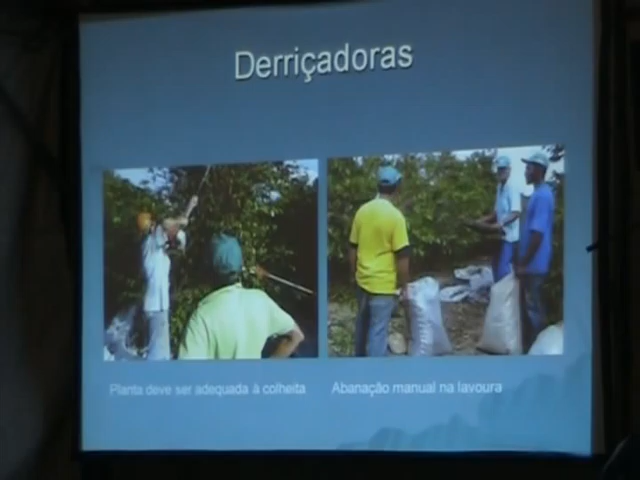 Derriçadoras
Planta deve ser adequada à colheita
Abanação manual na lavoura